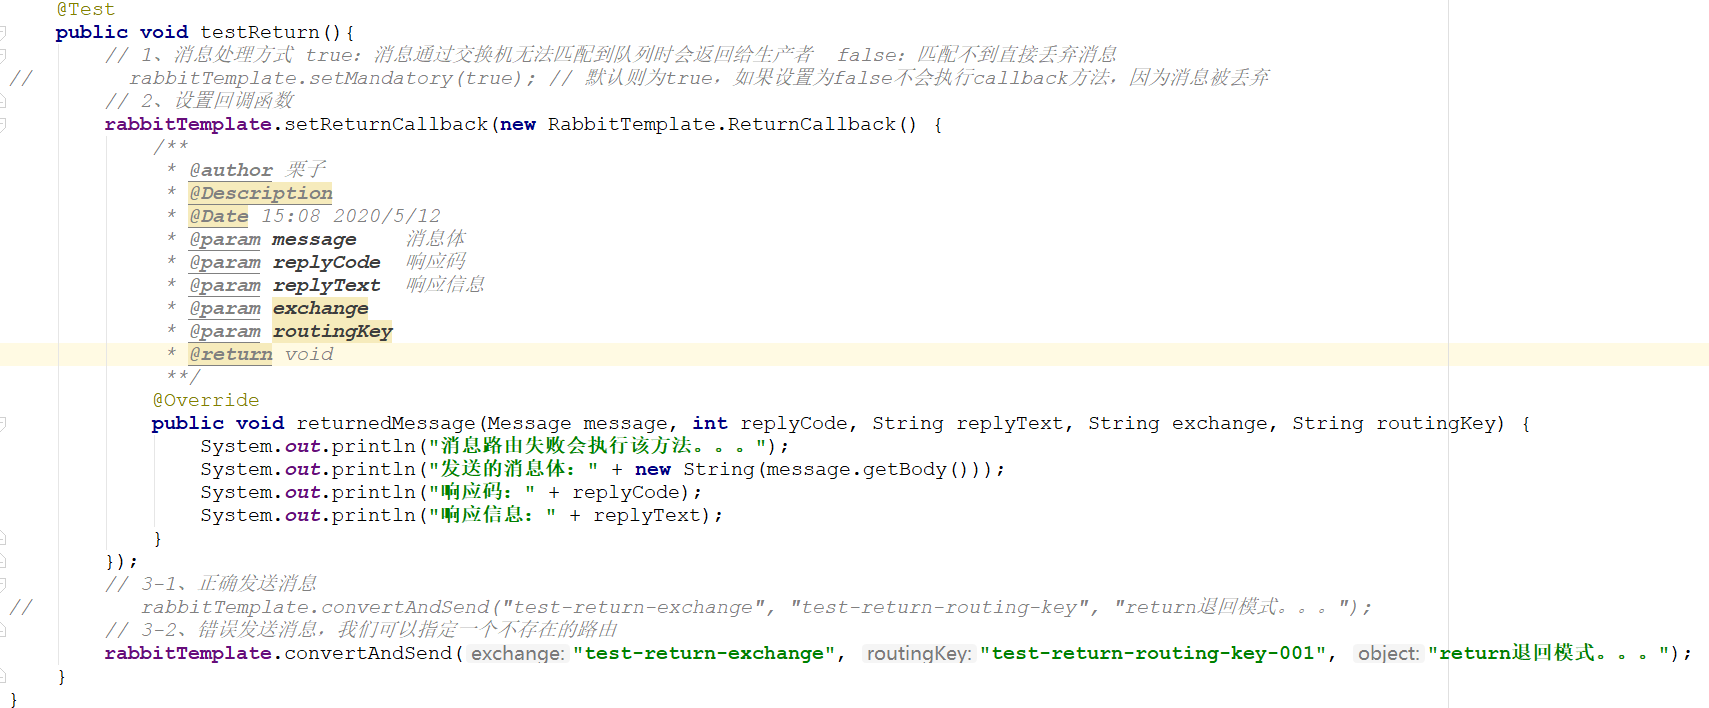 @Test
public void testReturn(){
// 1、消息处理方式 true：消息通过交换机无法匹配到队列时会返回给生产者  false：匹配不到直接丢弃消息
//        rabbitTemplate.setMandatory(true); // 默认则为true，如果设置为false不会执行callback方法，因为消息被丢弃
// 2、设置回调函数
rabbitTemplate.setReturnCallback(new RabbitTemplate.ReturnCallback() {
/**
* @author 栗子
* @Description
* @Date 15:08 2020/5/12
* @param message    消息体
* @param replyCode  响应码
* @param replyText  响应信息
* @param exchange
* @param routingKey
* @return void
**/
@Override
public void returnedMessage(Message message, int replyCode, String replyText, String exchange, String routingKey) {
System.out.println("消息路由失败会执行该方法。。。");
System.out.println("发送的消息体：" + new String(message.getBody()));
System.out.println("响应码：" + replyCode);
System.out.println("响应信息：" + replyText);
}
});
// 3-1、正确发送消息
//         rabbitTemplate.convertAndSend("test-return-exchange", "test-return-routing-key", "return退回模式。。。");
// 3-2、错误发送消息，我们可以指定一个不存在的路由
rabbitTemplate.convertAndSend( exchange: "test-return-exchange", routingKey: "test-return-routing-key-001", object: "return退回模式。。。");
}
}